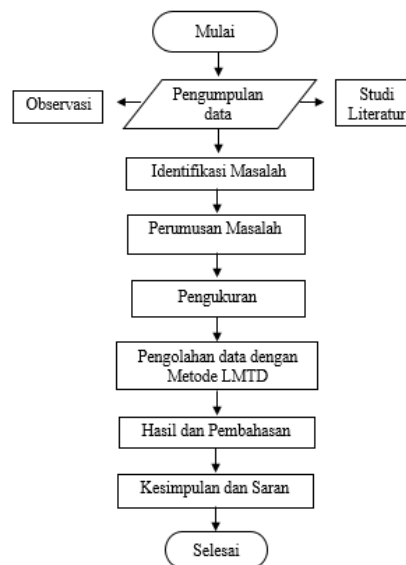 Mulai
Observasi
Pengumpulan
data
Studi
Literatur
Identifikasi Masalah
Perumusan Masalah
Pengukuran
Pengolahan data dengan
Metode LMTD
Hasil dan Pembahasan
Kesimpulan dan Saran
Selesai